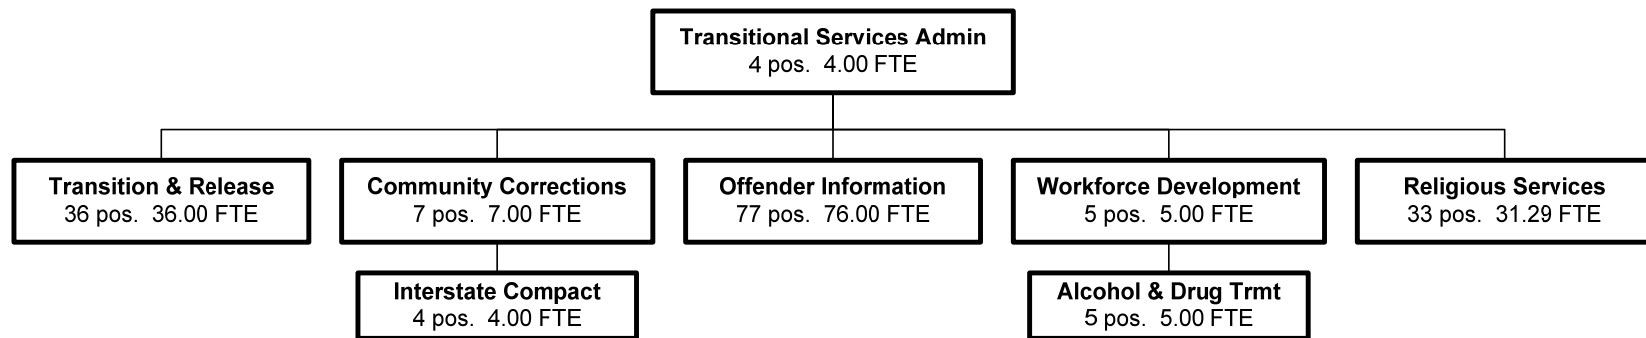 Transitional Services Admin
4 pos. 4.00 FTE
Transition & Release
36 pos. 36.00 FTE
Community Corrections
7 pos. 7.00 FTE
Offender Information
77 pos. 76.00 FTE
Workforce Development
5 pos. 5.00 FTE
Religious Services
33 pos. 31.29 FTE
Interstate Compact
4 pos. 4.00 FTE
Alcohol & Drug Trmt
5 pos. 5.00 FTE